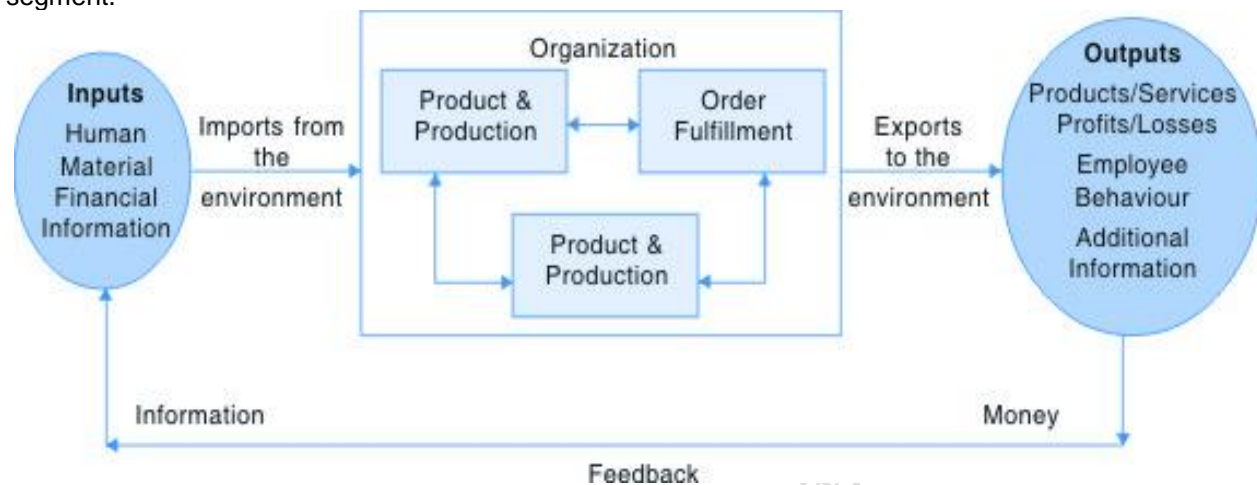 segment.
Organization
Inputs
Human
Material
Financial
Information
Imports from
the
environment
Product &
Production
Order
Fulfillment
Product &
Production
Exports
to the
environment
Outputs
Products/Services
Profits/Losses
Employee
Behaviour
Additional
Information
Information
Money
Feedback